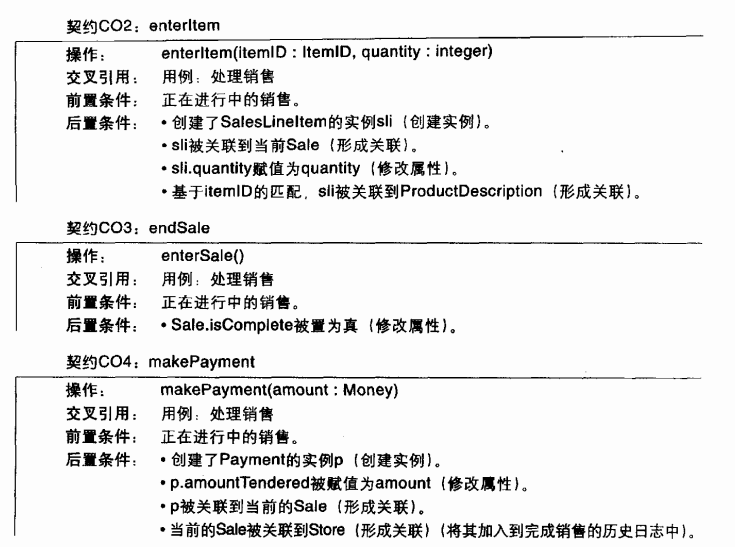 契约CO2：enterItem
操作： enterItem(itemID : ItemID, quantity : integer)
交叉引用： 用例：处理销售
前置条件： 正在进行中的销售。
后置条件： •创建了SalesLineItem的实例sli（创建实例）。
•sli被关联到当前Sale（形成关联）。
•sli.quantity赋值为quantity（修改属性）。
•基于itemID的匹配，sli被关联到ProductDescription（形成关联）。
契约CO3：endSale
操作： enterSale()
交叉引用： 用例：处理销售
前置条件： 正在进行中的销售。
后置条件： •Sale.isComplete被置为真（修改属性）。
契约CO4：makePayment
操作： makePayment(amount : Money)
交叉引用： 用例：处理销售
前置条件： 正在进行中的销售。
后置条件： •创建了Payment的实例p（创建实例）。
•p.amountTendered被赋值为amount（修改属性）。
•p被关联到当前的Sale（形成关联）。
•当前的Sale被关联到Store（形成关联）（将其加入到完成销售的历史日志中）。